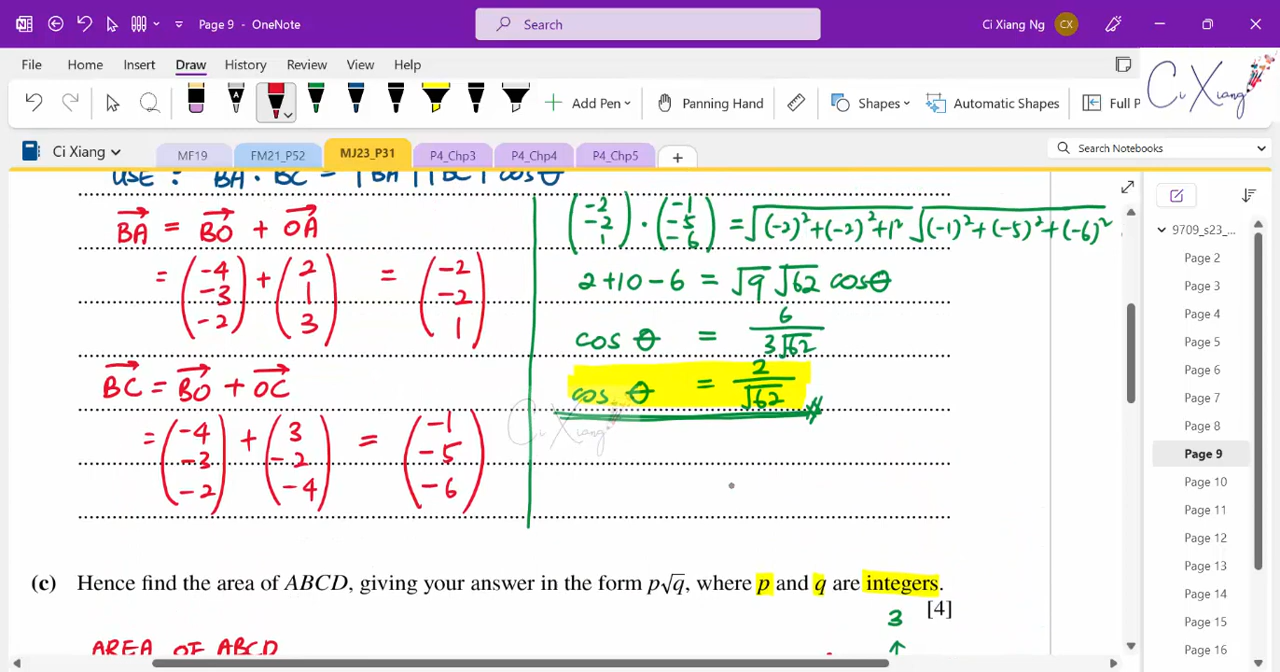 Page 9 - OneNote
Search
Ci Xiang Ng CX
File Home Insert Draw History Review View Help
Add Pen Panning Hand Shapes Automatic Shapes Full P
Ci Xiang
Ci Xiang MF19 FM21_P52 MJ23_P31 P4_Chp3 P4_Chp4 P4_Chp5 + Search Notebooks
USE : BA · BC = |BA| |BC| cos θ
BA = BO + OA
= (-4 -3 -2) + (2 1 3) = (-2 -2 1)
BC = BO + OC
= (-4 -3 -2) + (3 -2 -4) = (-1 -5 -6)
(-2 -2 1) · (-1 -5 -6) = √(-2)²+(-2)²+1² √(-1)²+(-5)²+(-6)²
2+10-6 = √9 √62 cos θ
cos θ = 6/3√62
cos θ = 2/√62
Ci Xiang
(c) Hence find the area of ABCD, giving your answer in the form p√q, where p and q are integers.
[4]
3
AREA OF ABCD
9709_s23_...
Page 2
Page 3
Page 4
Page 5
Page 6
Page 7
Page 8
Page 9
Page 10
Page 11
Page 12
Page 13
Page 14
Page 15
Page 16